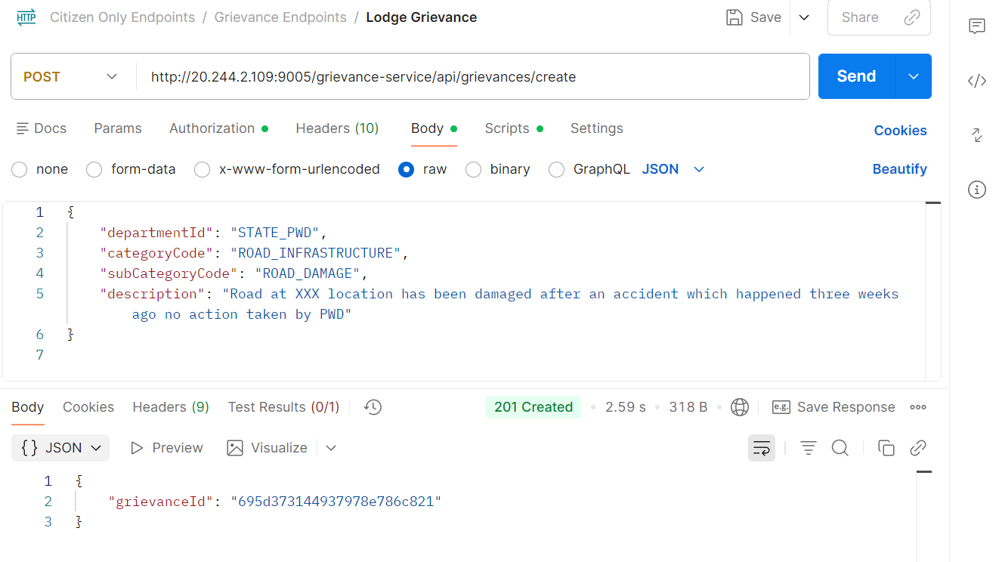 HTTP Citizen Only Endpoints / Grievance Endpoints / Lodge Grievance Save Share
POST http://20.244.2.109:9005/grievance-service/api/grievances/create Send
Docs Params Authorization Headers (10) Body Scripts Settings Cookies
none form-data x-www-form-urlencoded raw binary GraphQL JSON Beautify
1 {
2 "departmentId": "STATE_PWD",
3 "categoryCode": "ROAD_INFRASTRUCTURE",
4 "subCategoryCode": "ROAD_DAMAGE",
5 "description": "Road at XXX location has been damaged after an accident which happened three weeks
ago no action taken by PWD"
6 }
7
Body Cookies Headers (9) Test Results (0/1) 201 Created • 2.59 s • 318 B • e.g. Save Response
{} JSON Preview Visualize
1 {
2 "grievanceId": "695d373144937978e786c821"
3 }